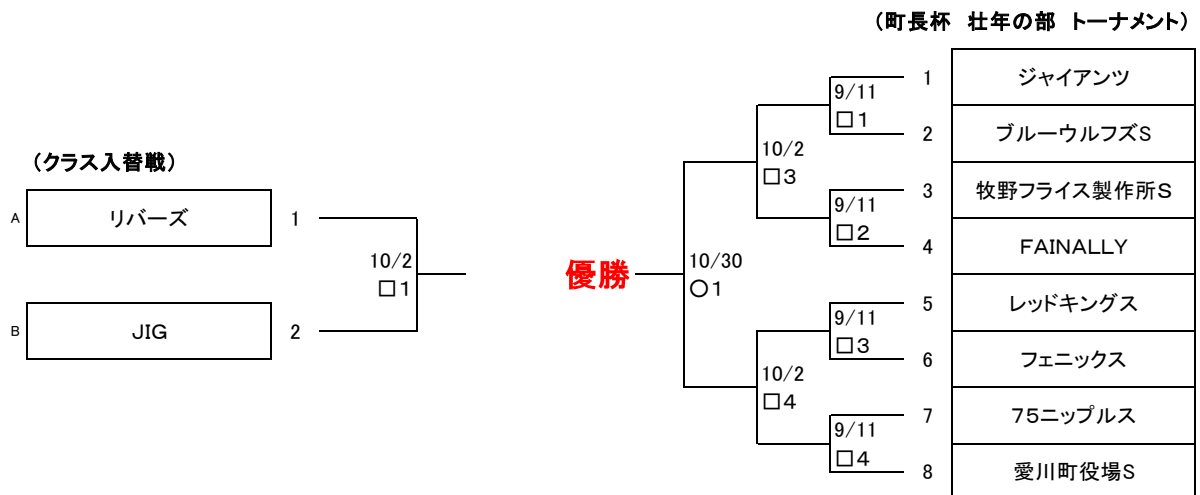 (町長杯 壮年の部 トーナメント)
1 ジャイアンツ
9/11
□1
2 ブルーウルフズS
10/2
□3
3 牧野フライス製作所S
9/11
□2
4 FAINALLY
(クラス入替戦)
A リバーズ 1
10/2
□1
B JIG 2
優勝
10/30
○1
5 レッドキングス
9/11
□3
6 フェニックス
10/2
□4
7 75ニップルス
9/11
□4
8 愛川町役場S